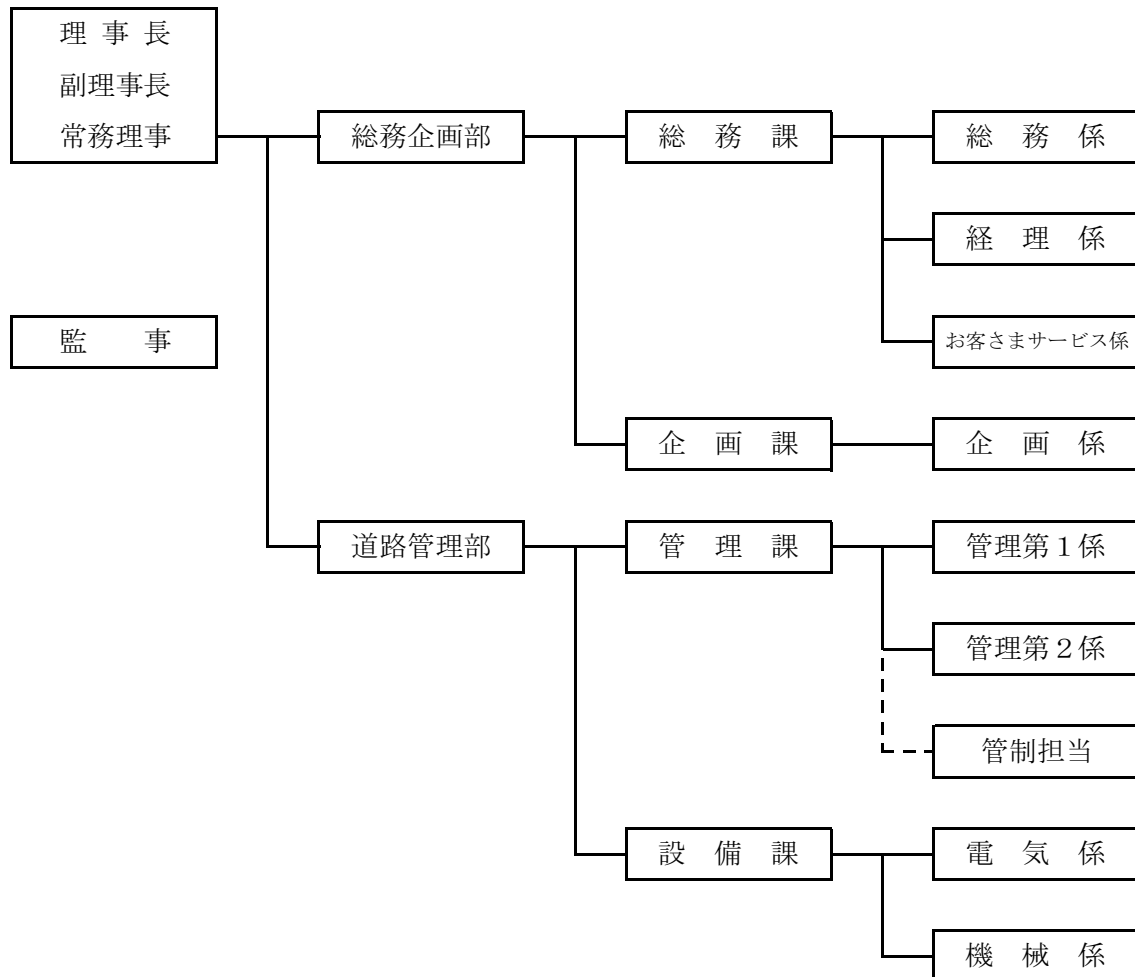 理事長
副理事長
常務理事
総務企画部
総務課
総務係
経理係
監事
お客さまサービス係
企画課
企画係
道路管理部
管理課
管理第１係
管理第２係
管制担当
設備課
電気係
機械係